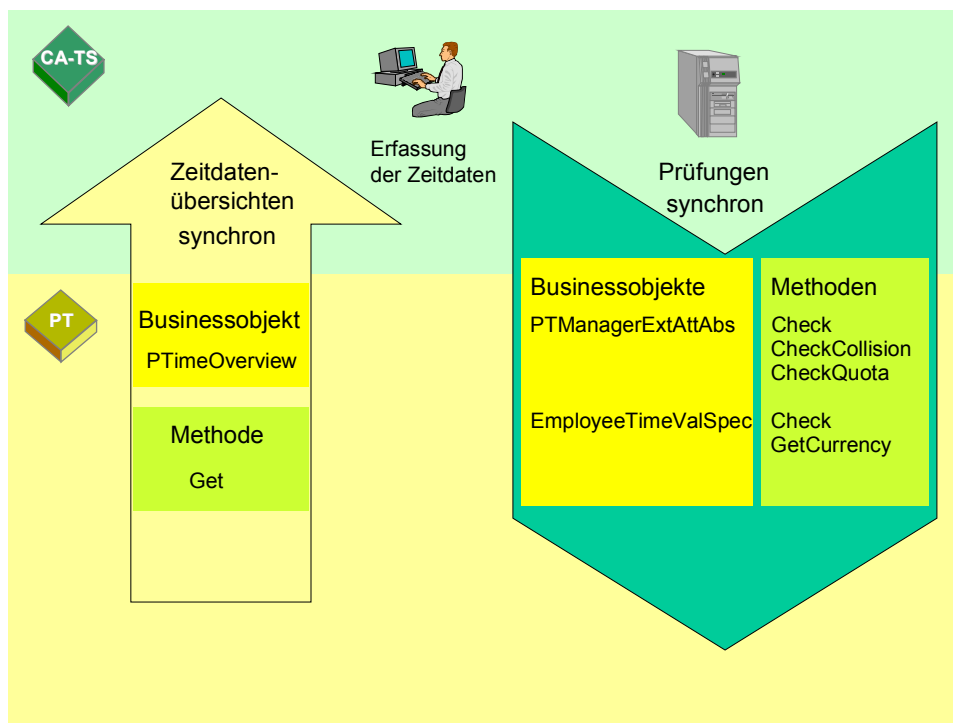 CA-TS
Erfassung
der Zeitdaten
Zeitdaten-
übersichten
synchron
Prüfungen
synchron
PT
Businessobjekt
PTimeOverview
Methode
Get
Businessobjekte
PTManagerExtAttAbs
EmployeeTimeValSpec
Methoden
Check
CheckCollision
CheckQuota
Check
GetCurrency